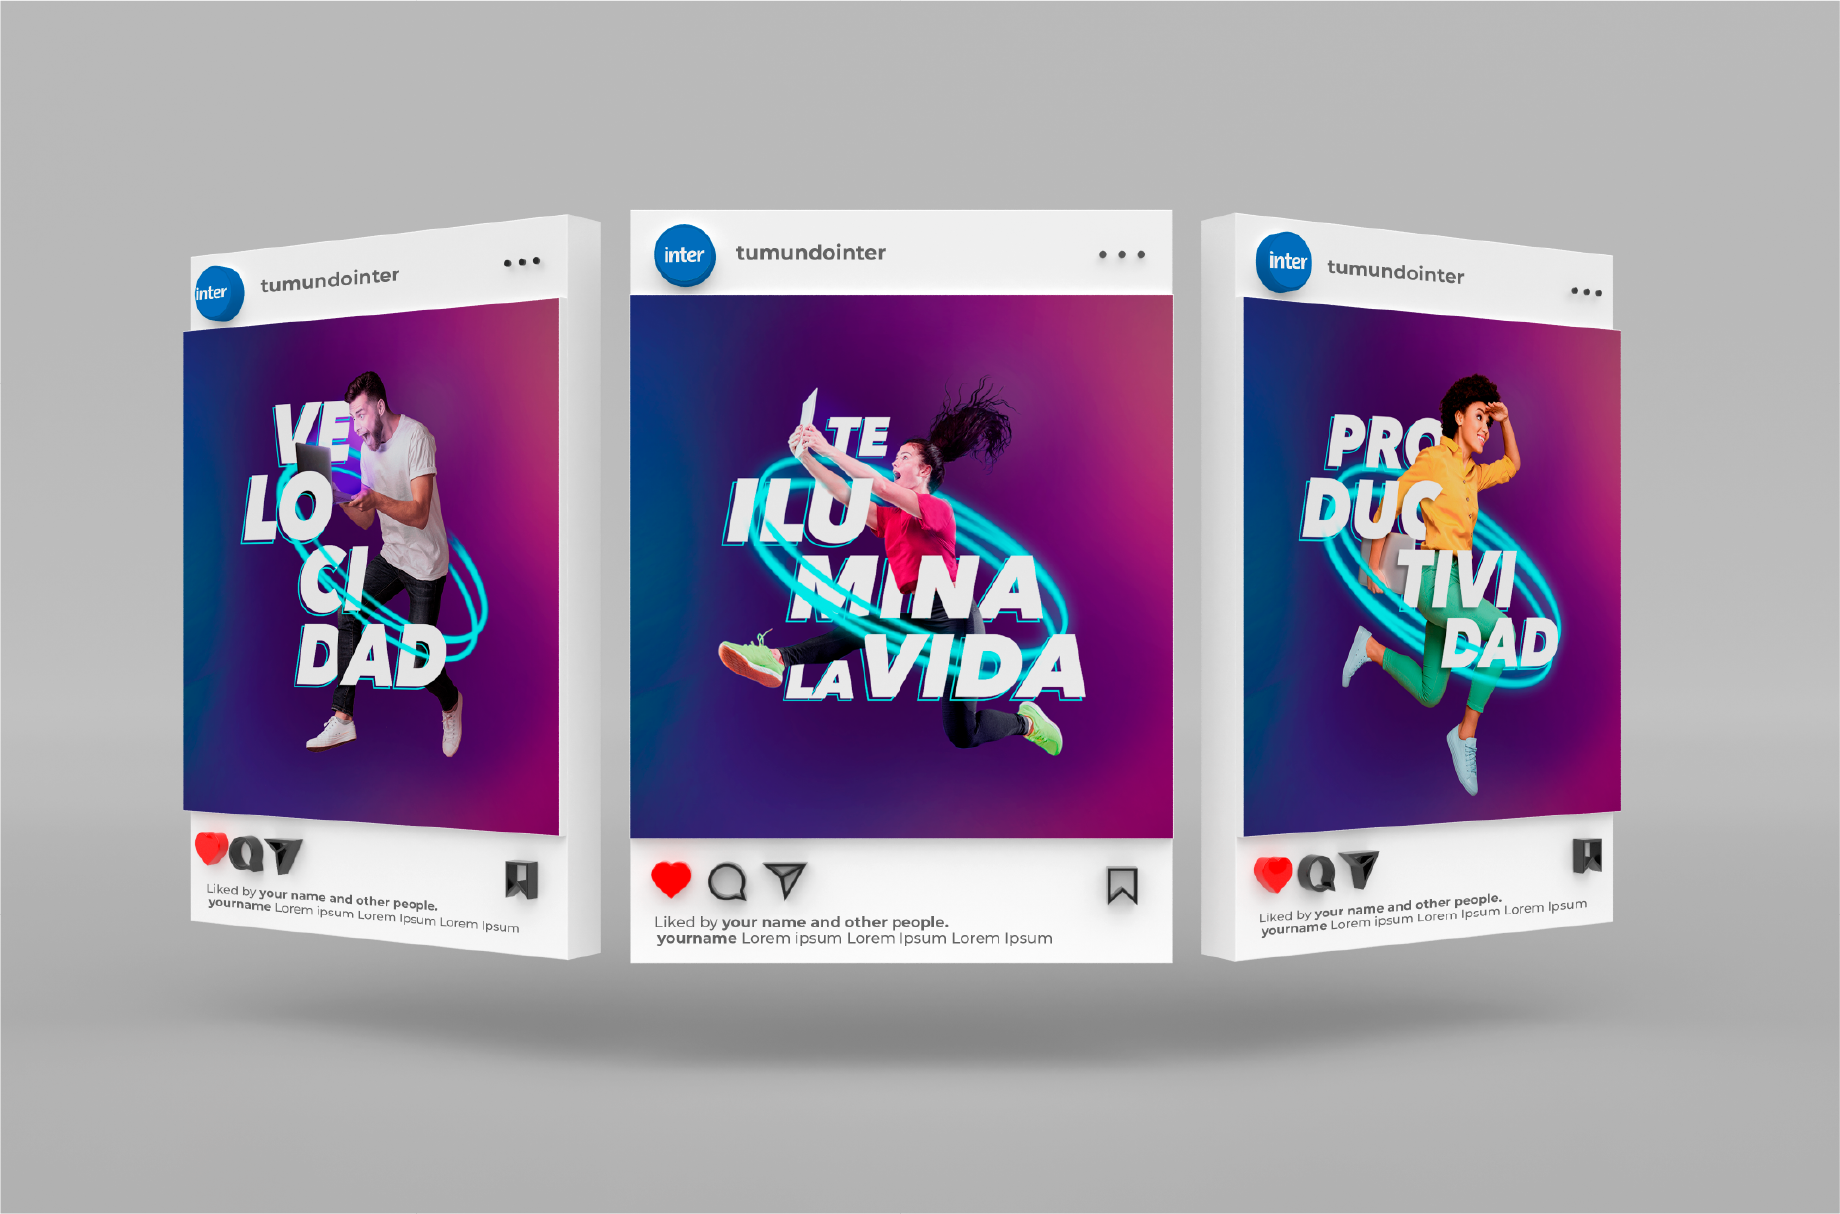 inter
tumundointer
VE
LO
CI
DAD
Liked by your name and other people.
yourname Lorem ipsum Lorem Ipsum Lorem Ipsum
inter
tumundointer
TE
ILU
MINA
LA VIDA
Liked by your name and other people.
yourname Lorem ipsum Lorem Ipsum Lorem Ipsum
inter
tumundointer
PRO
DUC
TIVI
DAD
Liked by your name and other people.
yourname Lorem ipsum Lorem Ipsum Lorem Ipsum